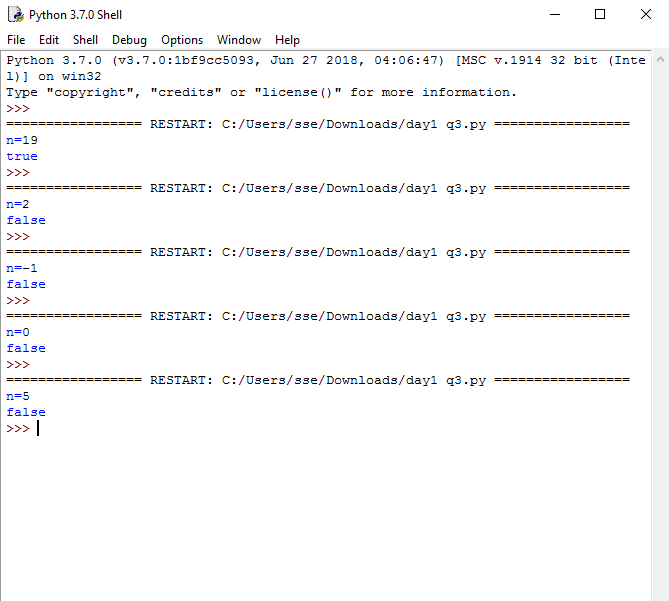 Python 3.7.0 Shell
File Edit Shell Debug Options Window Help
Python 3.7.0 (v3.7.0:1bf9cc5093, Jun 27 2018, 04:06:47) [MSC v.1914 32 bit (Inte
l)] on win32
Type "copyright", "credits" or "license()" for more information.
>>>
================= RESTART: C:/Users/sse/Downloads/day1 q3.py =================
n=19
true
>>>
================= RESTART: C:/Users/sse/Downloads/day1 q3.py =================
n=2
false
>>>
================= RESTART: C:/Users/sse/Downloads/day1 q3.py =================
n=-1
false
>>>
================= RESTART: C:/Users/sse/Downloads/day1 q3.py =================
n=0
false
>>>
================= RESTART: C:/Users/sse/Downloads/day1 q3.py =================
n=5
false
>>>